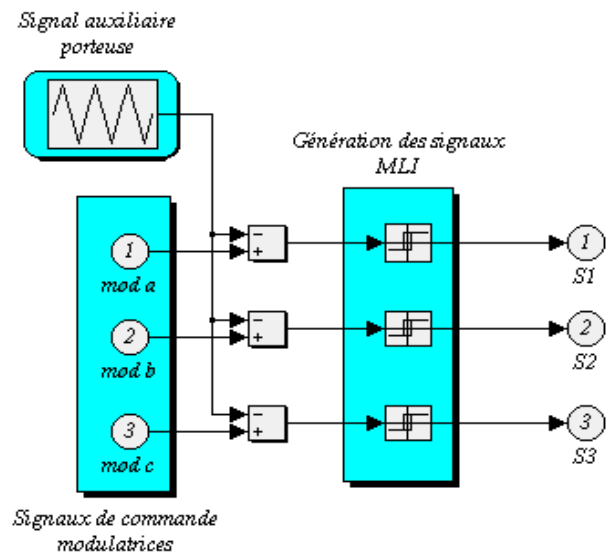 Signal auxiliaire
porteuse
Génération des signaux
MLI
−
+
1
mod a
1
S1
−
+
2
mod b
2
S2
−
+
3
mod c
3
S3
Signaux de commande
modulatrices